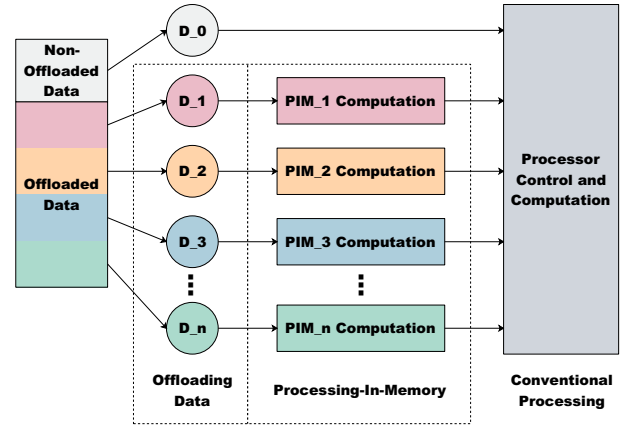 Non-
Offloaded
Data
Offloaded
Data
D_0
D_1
D_2
D_3
D_n
PIM_1 Computation
PIM_2 Computation
PIM_3 Computation
PIM_n Computation
Processor
Control and
Computation
Offloading
Data
Processing-In-Memory
Conventional
Processing